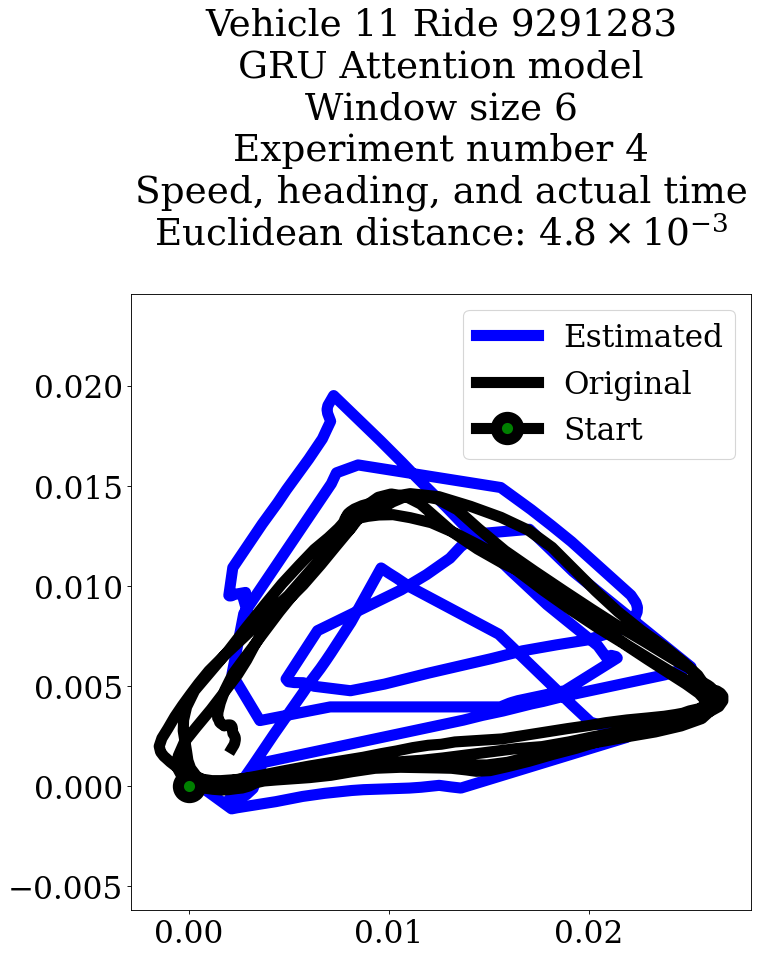 Vehicle 11 Ride 9291283
GRU Attention model
Window size 6
Experiment number 4
Speed, heading, and actual time
Euclidean distance: 4.8 × 10⁻³
Estimated
Original
Start
0.020
0.015
0.010
0.005
0.000
−0.005
0.00 0.01 0.02